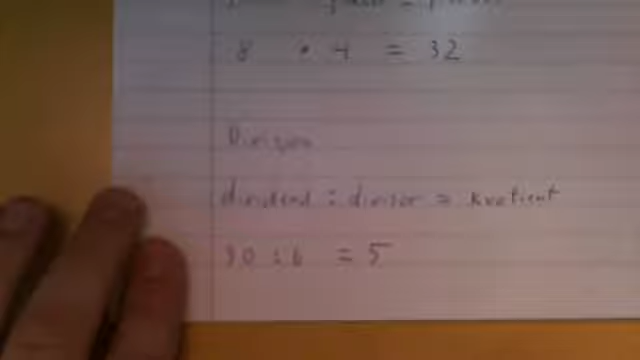 8 · 4 = 32
Division
dividend : divisor = kvotient
30 : 6 = 5